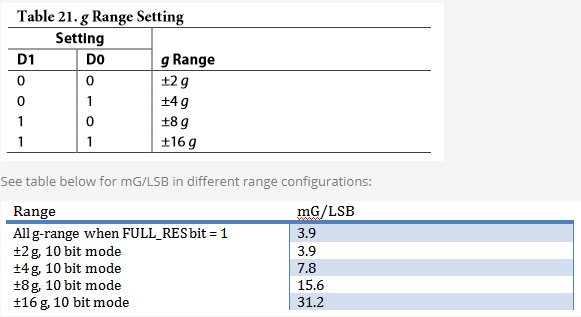 Table 21. g Range Setting
Setting
D1 D0 g Range
0 0 ±2 g
0 1 ±4 g
1 0 ±8 g
1 1 ±16 g
See table below for mG/LSB in different range configurations:
Range mG/LSB
All g-range when FULL_RES bit = 1 3.9
±2 g, 10 bit mode 3.9
±4 g, 10 bit mode 7.8
±8 g, 10 bit mode 15.6
±16 g, 10 bit mode 31.2